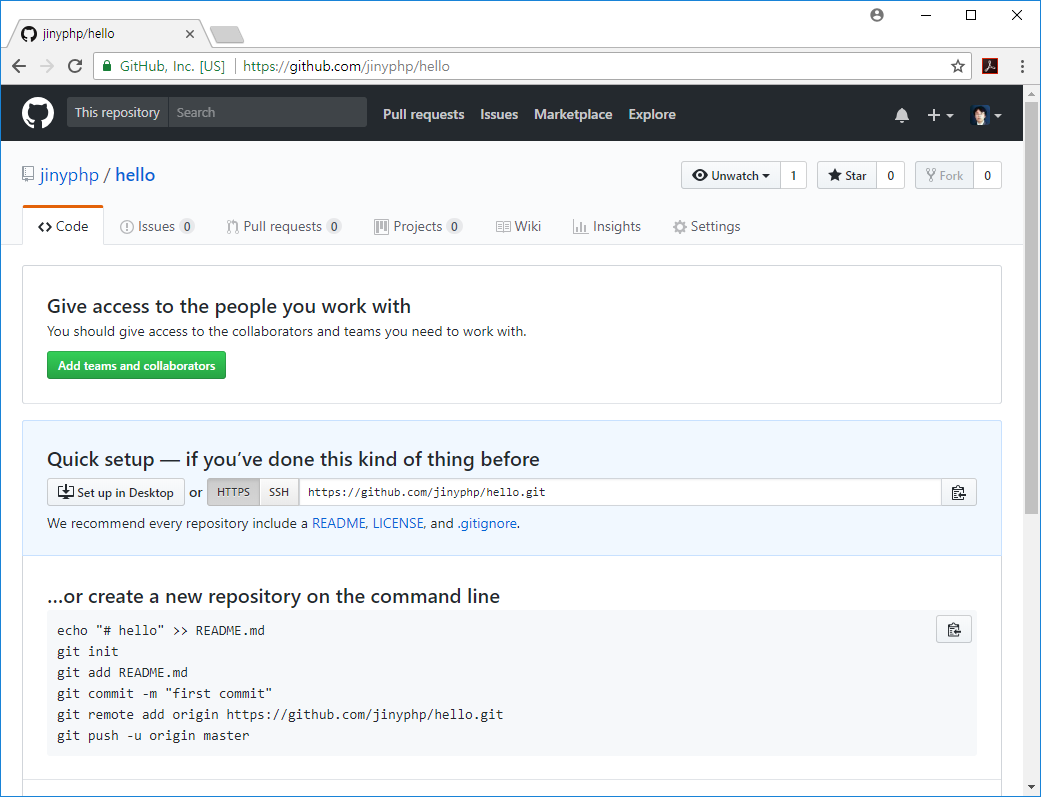 jinyphp/hello
GitHub, Inc. [US] https://github.com/jinyphp/hello
This repository Search Pull requests Issues Marketplace Explore
jinyphp / hello Unwatch 1 Star 0 Fork 0
Code Issues 0 Pull requests 0 Projects 0 Wiki Insights Settings
Give access to the people you work with
You should give access to the collaborators and teams you need to work with.
Add teams and collaborators
Quick setup — if you’ve done this kind of thing before
Set up in Desktop or HTTPS SSH https://github.com/jinyphp/hello.git
We recommend every repository include a README, LICENSE, and .gitignore.
…or create a new repository on the command line
echo "# hello" >> README.md
git init
git add README.md
git commit -m "first commit"
git remote add origin https://github.com/jinyphp/hello.git
git push -u origin master